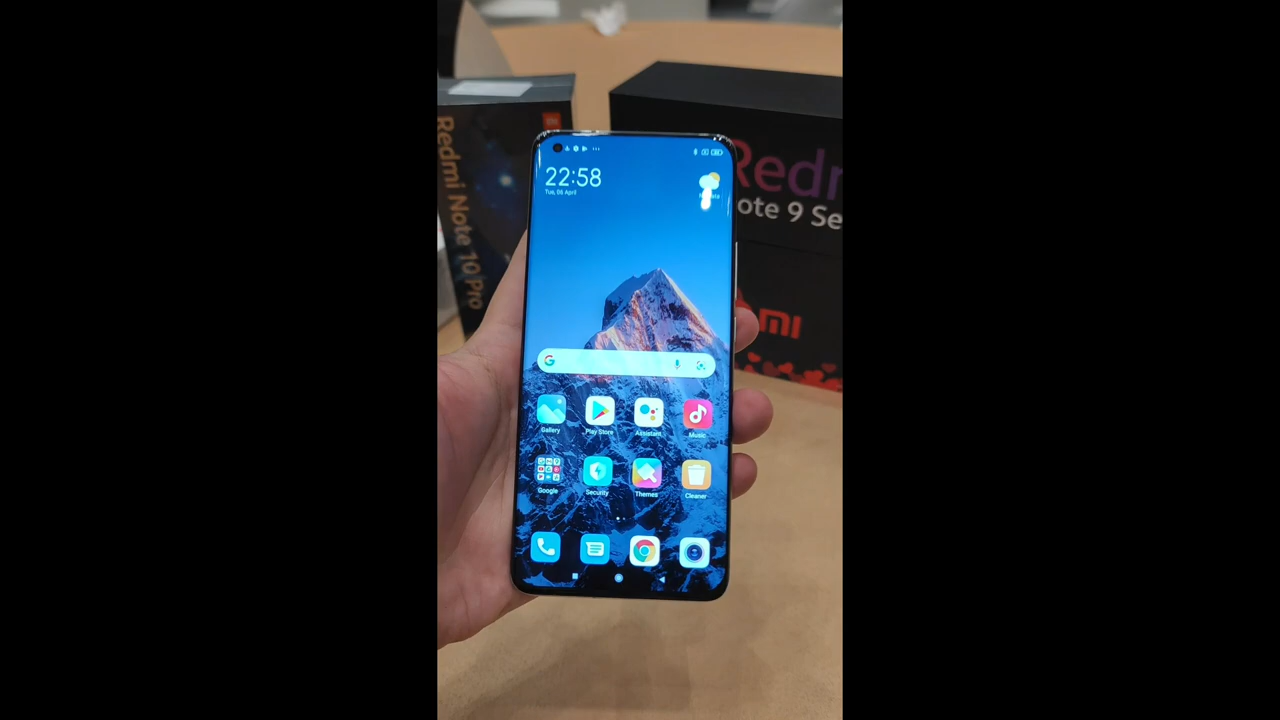 Redmi Note 10 Pro
Redm
ote 9 Se
MI
22:58
Tue, 06 April
Gallery
Play Store
Assistant
Music
Google
Security
Themes
Cleaner